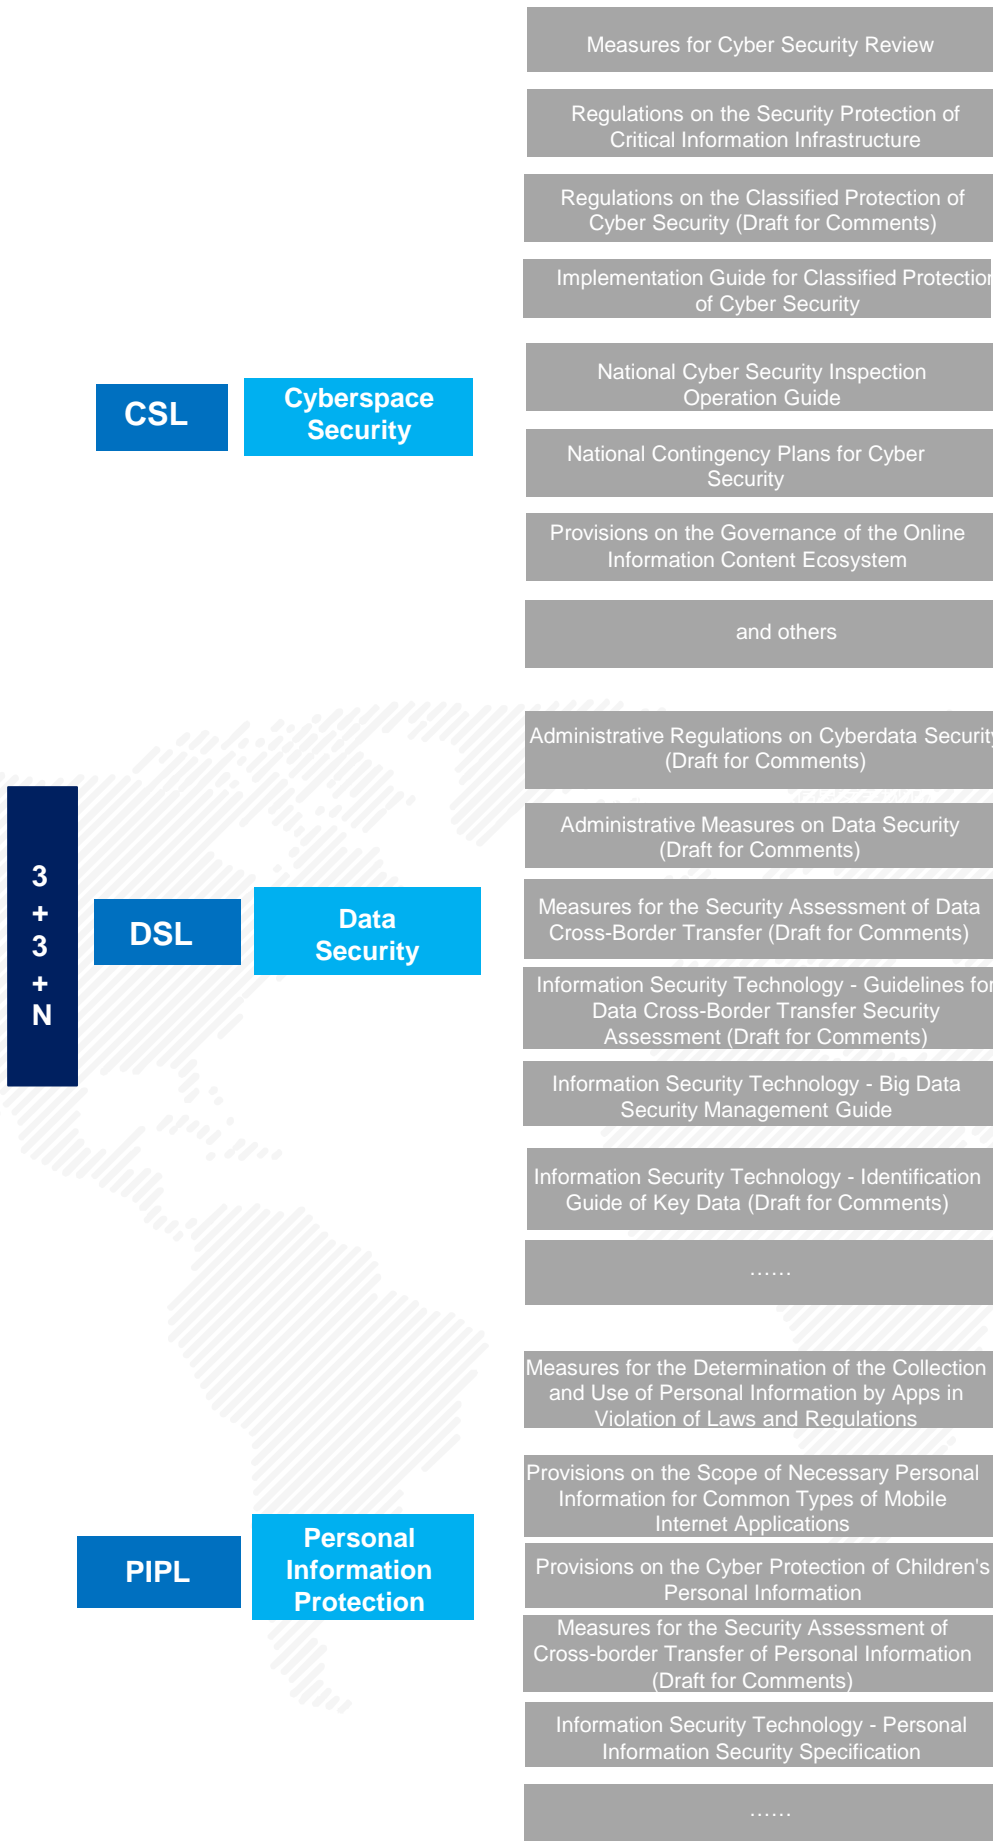 Measures for Cyber Security Review
Regulations on the Security Protection of
Critical Information Infrastructure
Regulations on the Classified Protection of
Cyber Security (Draft for Comments)
Implementation Guide for Classified Protection
of Cyber Security
National Cyber Security Inspection
Operation Guide
CSL
Cyberspace
Security
National Contingency Plans for Cyber
Security
Provisions on the Governance of the Online
Information Content Ecosystem
and others
Administrative Regulations on Cyberdata Security
(Draft for Comments)
Administrative Measures on Data Security
(Draft for Comments)
3
+
3
+
N
DSL
Data
Security
Measures for the Security Assessment of Data
Cross-Border Transfer (Draft for Comments)
Information Security Technology - Guidelines for
Data Cross-Border Transfer Security
Assessment (Draft for Comments)
Information Security Technology - Big Data
Security Management Guide
Information Security Technology - Identification
Guide of Key Data (Draft for Comments)
……
Measures for the Determination of the Collection
and Use of Personal Information by Apps in
Violation of Laws and Regulations
Provisions on the Scope of Necessary Personal
Information for Common Types of Mobile
Internet Applications
PIPL
Personal
Information
Protection
Provisions on the Cyber Protection of Children's
Personal Information
Measures for the Security Assessment of
Cross-border Transfer of Personal Information
(Draft for Comments)
Information Security Technology - Personal
Information Security Specification
……